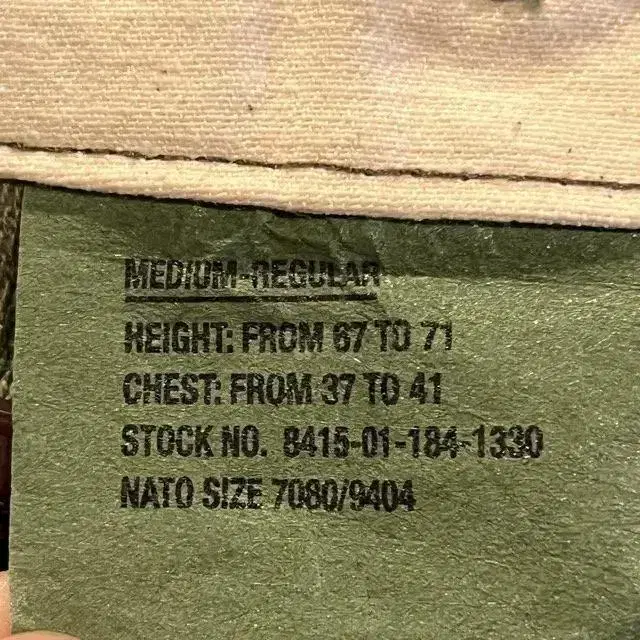 MEDIUM-REGULAR
HEIGHT: FROM 67 TO 71
CHEST: FROM 37 TO 41
STOCK NO. 8415-01-184-1330
NATO SIZE 7080/9404